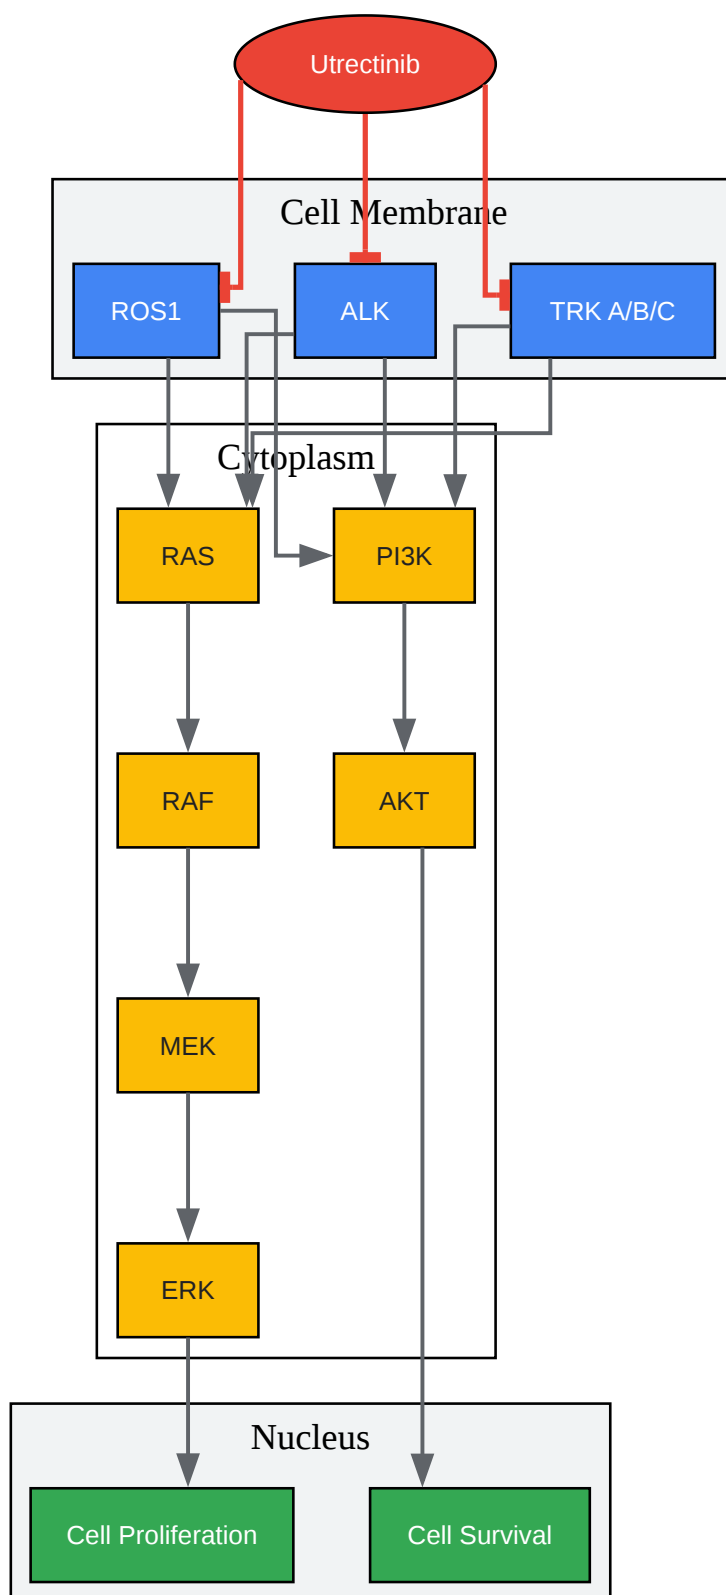 Utrectinib
Cell Membrane
ROS1
ALK
TRK A/B/C
Cytoplasm
RAS
PI3K
RAF
AKT
MEK
ERK
Nucleus
Cell Proliferation
Cell Survival